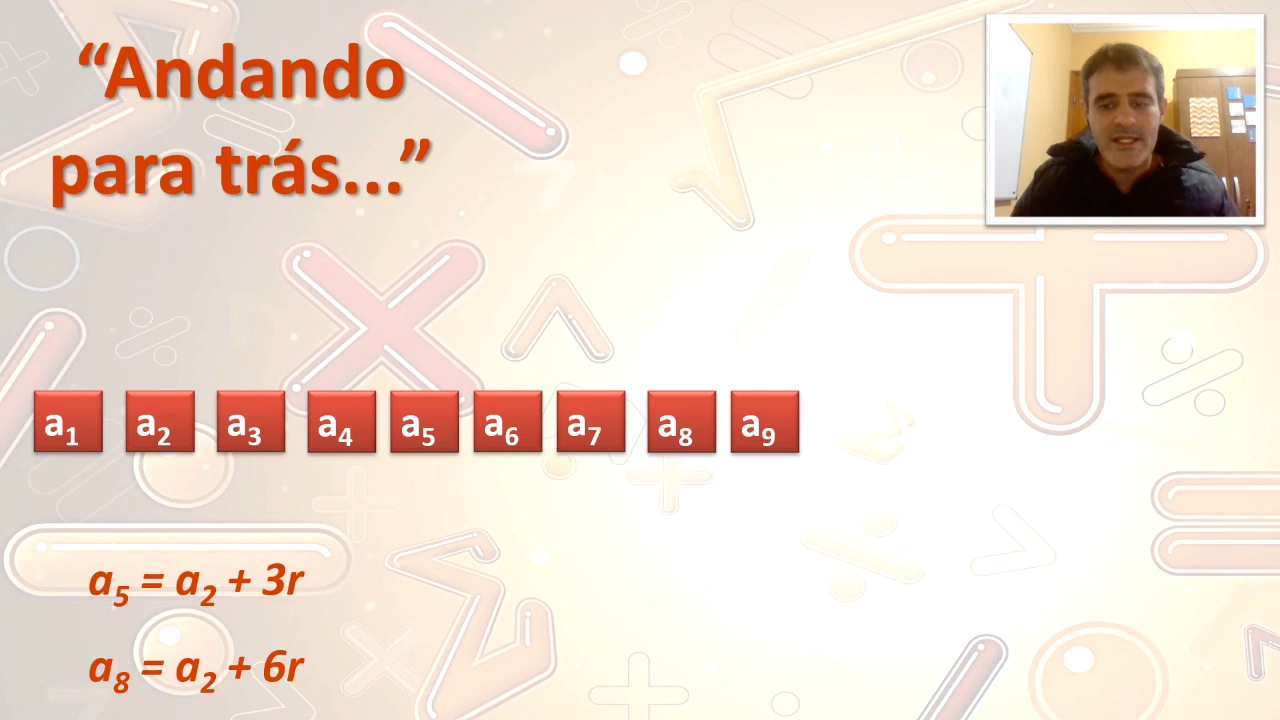 “Andando
para trás...”
a₁ a₂ a₃ a₄ a₅ a₆ a₇ a₈ a₉
a₅ = a₂ + 3r
a₈ = a₂ + 6r